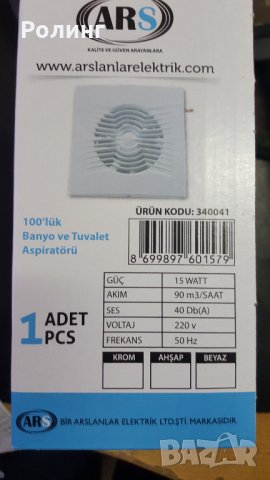 Ролинг
ARS
KALİTE VE GÜVEN ARAYANLARA
www.arslanlarelektrik.com
ÜRÜN KODU: 340041
100'lük
Banyo ve Tuvalet
Aspiratörü
8 699897 601579
GÜÇ 15 WATT
AKIM 90 m3/SAAT
SES 40 Db(A)
VOLTAJ 220 v
FREKANS 50 Hz
1 ADET
PCS
KROM AHŞAP BEYAZ
ARS BİR ARSLANLAR ELEKTRİK LTD.ŞTİ. MARKASIDIR.
bazar